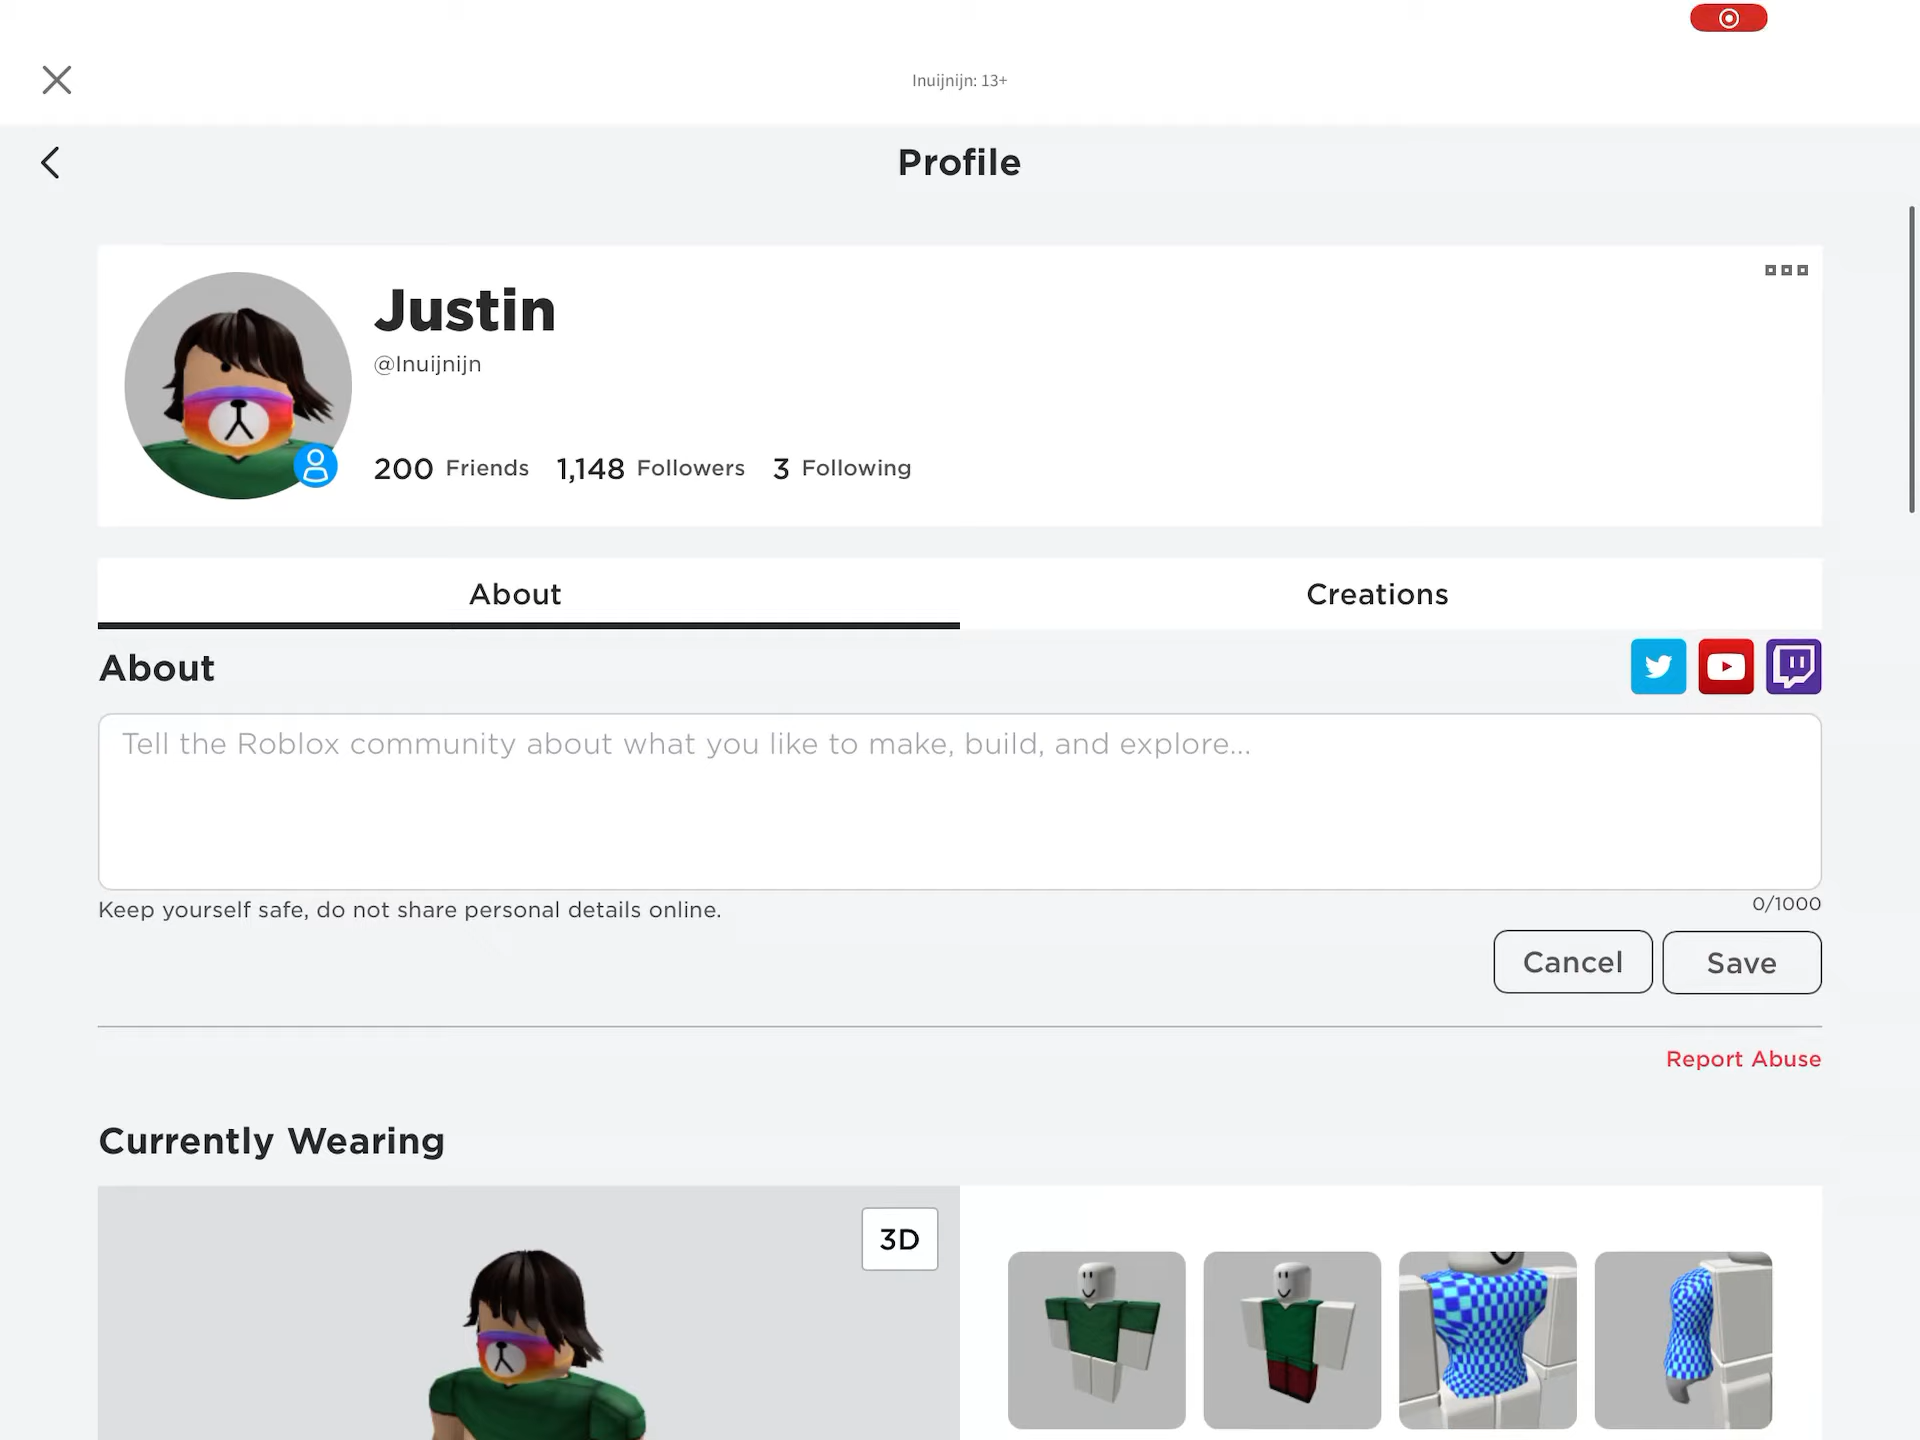 Inuijnijn: 13+
Profile
Justin
@Inuijnijn
200 Friends 1,148 Followers 3 Following
About Creations
About
Tell the Roblox community about what you like to make, build, and explore...
Keep yourself safe, do not share personal details online. 0/1000
Cancel Save
Report Abuse
Currently Wearing
3D